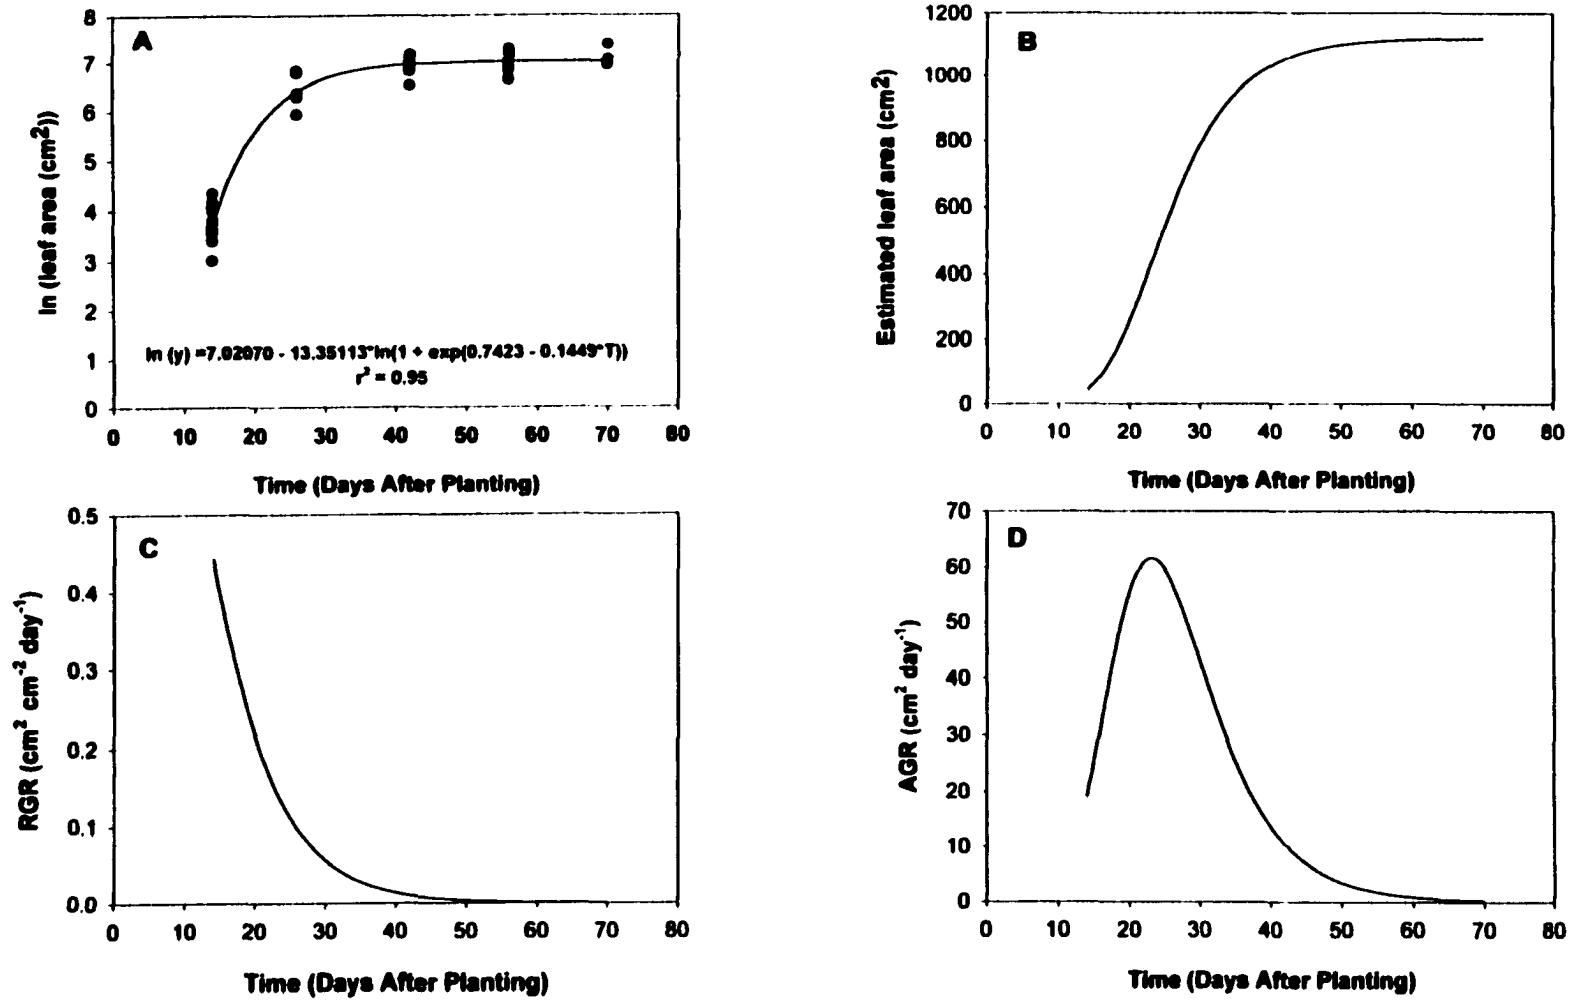 A
ln (leaf area (cm2))
8
7
6
5
4
3
2
1
0
ln (y) =7.02070 - 13.35113*ln(1 + exp(0.7423 - 0.1449*T))
r2 = 0.95
0 10 20 30 40 50 60 70 80
Time (Days After Planting)
B
Estimated leaf area (cm2)
1200
1000
800
600
400
200
0
0 10 20 30 40 50 60 70 80
Time (Days After Planting)
C
RGR (cm2 cm-2 day-1)
0.5
0.4
0.3
0.2
0.1
0.0
0 10 20 30 40 50 60 70 80
Time (Days After Planting)
D
AGR (cm2 day-1)
70
60
50
40
30
20
10
0
0 10 20 30 40 50 60 70 80
Time (Days After Planting)